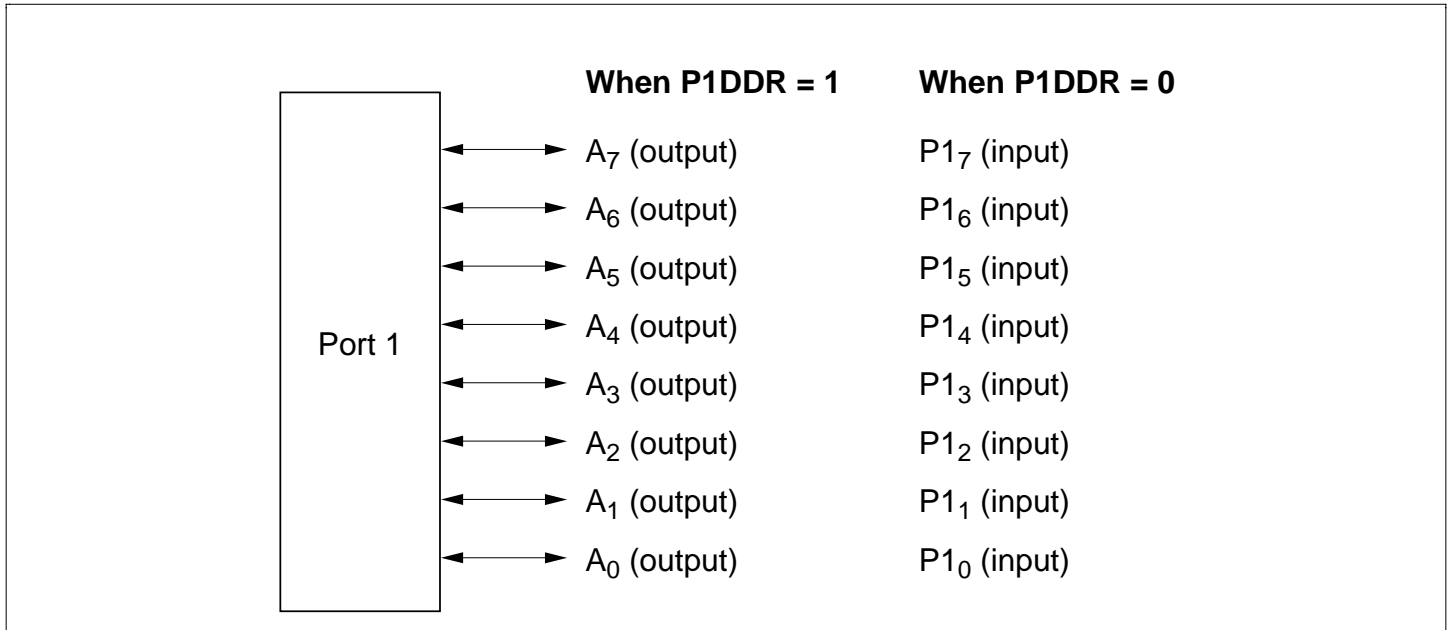 When P1DDR = 1 When P1DDR = 0
A7 (output) P17 (input)
A6 (output) P16 (input)
A5 (output) P15 (input)
A4 (output) P14 (input)
Port 1
A3 (output) P13 (input)
A2 (output) P12 (input)
A1 (output) P11 (input)
A0 (output) P10 (input)